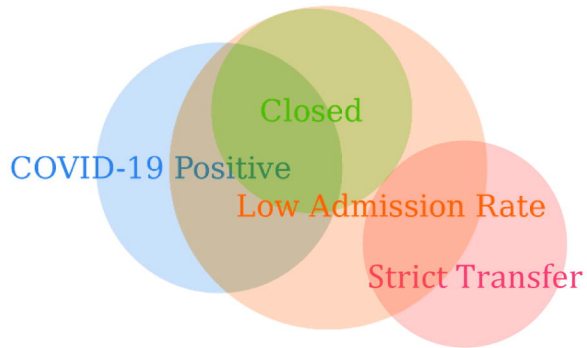 Closed
COVID-19 Positive
Low Admission Rate
Strict Transfer